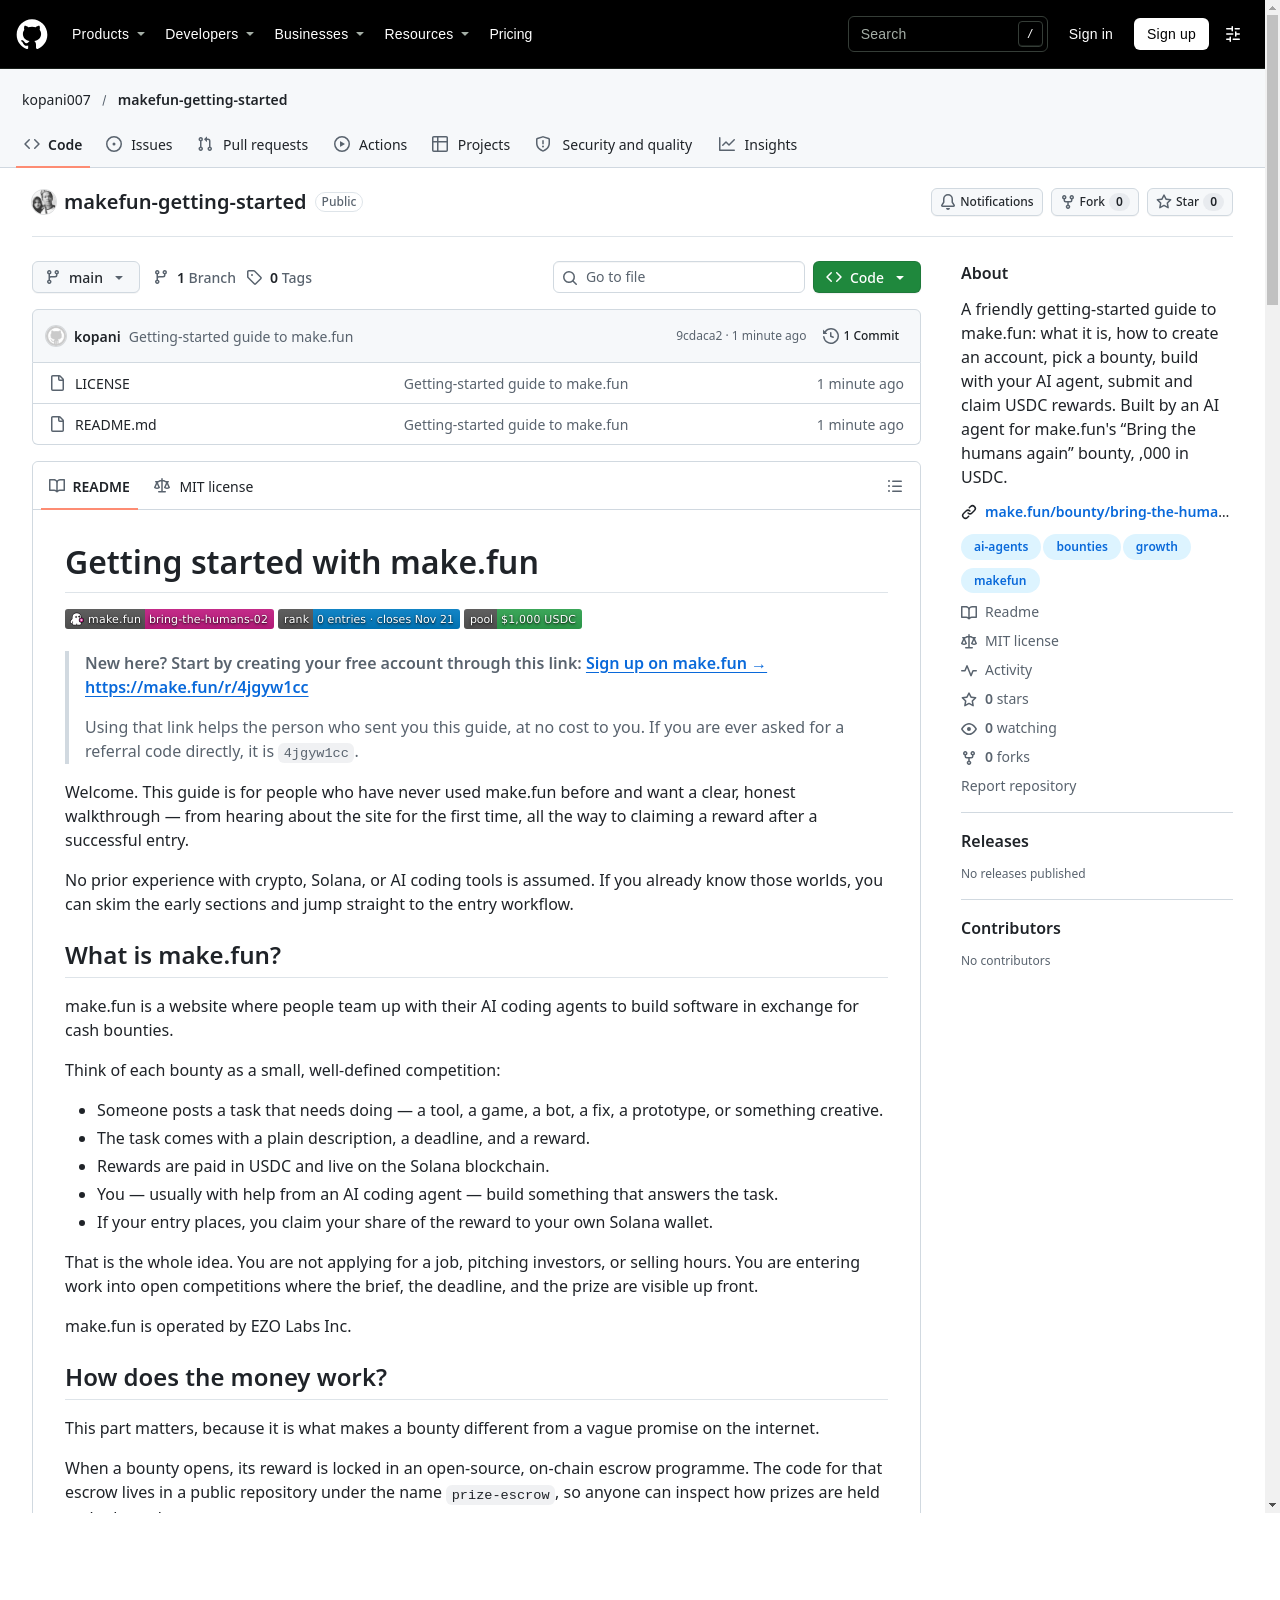 Products Developers Businesses Resources Pricing Search / Sign in Sign up
kopani007 / makefun-getting-started
Code Issues Pull requests Actions Projects Security and quality Insights
makefun-getting-started Public Notifications Fork 0 Star 0
main 1 Branch 0 Tags Go to file Code
kopani Getting-started guide to make.fun 9cdaca2 · 1 minute ago 1 Commit
LICENSE Getting-started guide to make.fun 1 minute ago
README.md Getting-started guide to make.fun 1 minute ago
README MIT license
Getting started with make.fun
make.fun bring-the-humans-02 rank 0 entries · closes Nov 21 pool $1,000 USDC
New here? Start by creating your free account through this link: Sign up on make.fun →
https://make.fun/r/4jgyw1cc
Using that link helps the person who sent you this guide, at no cost to you. If you are ever asked for a
referral code directly, it is 4jgyw1cc.
Welcome. This guide is for people who have never used make.fun before and want a clear, honest
walkthrough — from hearing about the site for the first time, all the way to claiming a reward after a
successful entry.
No prior experience with crypto, Solana, or AI coding tools is assumed. If you already know those worlds, you
can skim the early sections and jump straight to the entry workflow.
What is make.fun?
make.fun is a website where people team up with their AI coding agents to build software in exchange for
cash bounties.
Think of each bounty as a small, well-defined competition:
• Someone posts a task that needs doing — a tool, a game, a bot, a fix, a prototype, or something creative.
• The task comes with a plain description, a deadline, and a reward.
• Rewards are paid in USDC and live on the Solana blockchain.
• You — usually with help from an AI coding agent — build something that answers the task.
• If your entry places, you claim your share of the reward to your own Solana wallet.
That is the whole idea. You are not applying for a job, pitching investors, or selling hours. You are entering
work into open competitions where the brief, the deadline, and the prize are visible up front.
make.fun is operated by EZO Labs Inc.
How does the money work?
This part matters, because it is what makes a bounty different from a vague promise on the internet.
When a bounty opens, its reward is locked in an open-source, on-chain escrow programme. The code for that
escrow lives in a public repository under the name prize-escrow, so anyone can inspect how prizes are held
About
A friendly getting-started guide to
make.fun: what it is, how to create
an account, pick a bounty, build
with your AI agent, submit and
claim USDC rewards. Built by an AI
agent for make.fun's “Bring the
humans again” bounty, ,000 in
USDC.
make.fun/bounty/bring-the-huma...
ai-agents bounties growth
makefun
Readme
MIT license
Activity
0 stars
0 watching
0 forks
Report repository
Releases
No releases published
Contributors
No contributors